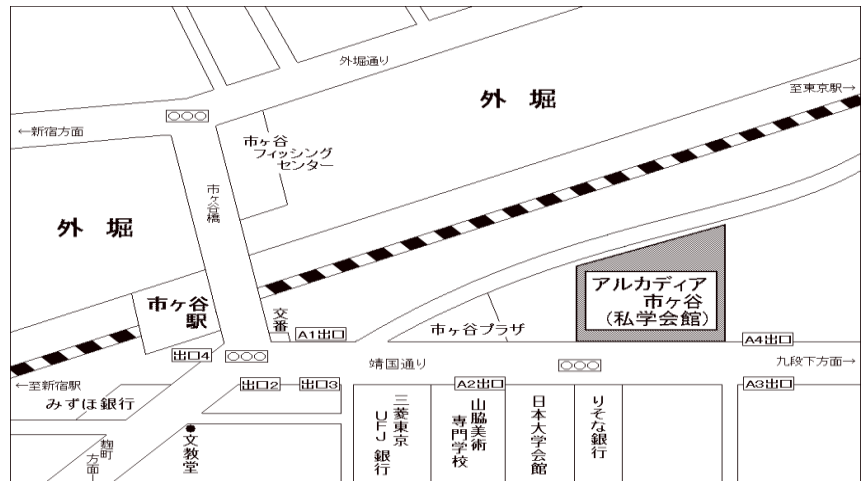 外堀通り
外 堀
至東京駅→
○○○
←新宿方面
市ヶ谷
フィッシング
センター
市ヶ谷橋
外 堀
アルカディア
市ヶ谷
(私学会館)
市ヶ谷
駅
交番
A1出口
市ヶ谷プラザ
A4出口
出口4
○○○
靖国通り
○○○
九段下方面→
←至新宿駅
出口2
出口3
A2出口
A3出口
みずほ銀行
麹町
方面→
●文教堂
三菱東京
UFJ銀行
山脇美術
専門学校
日本大学会館
りそな銀行